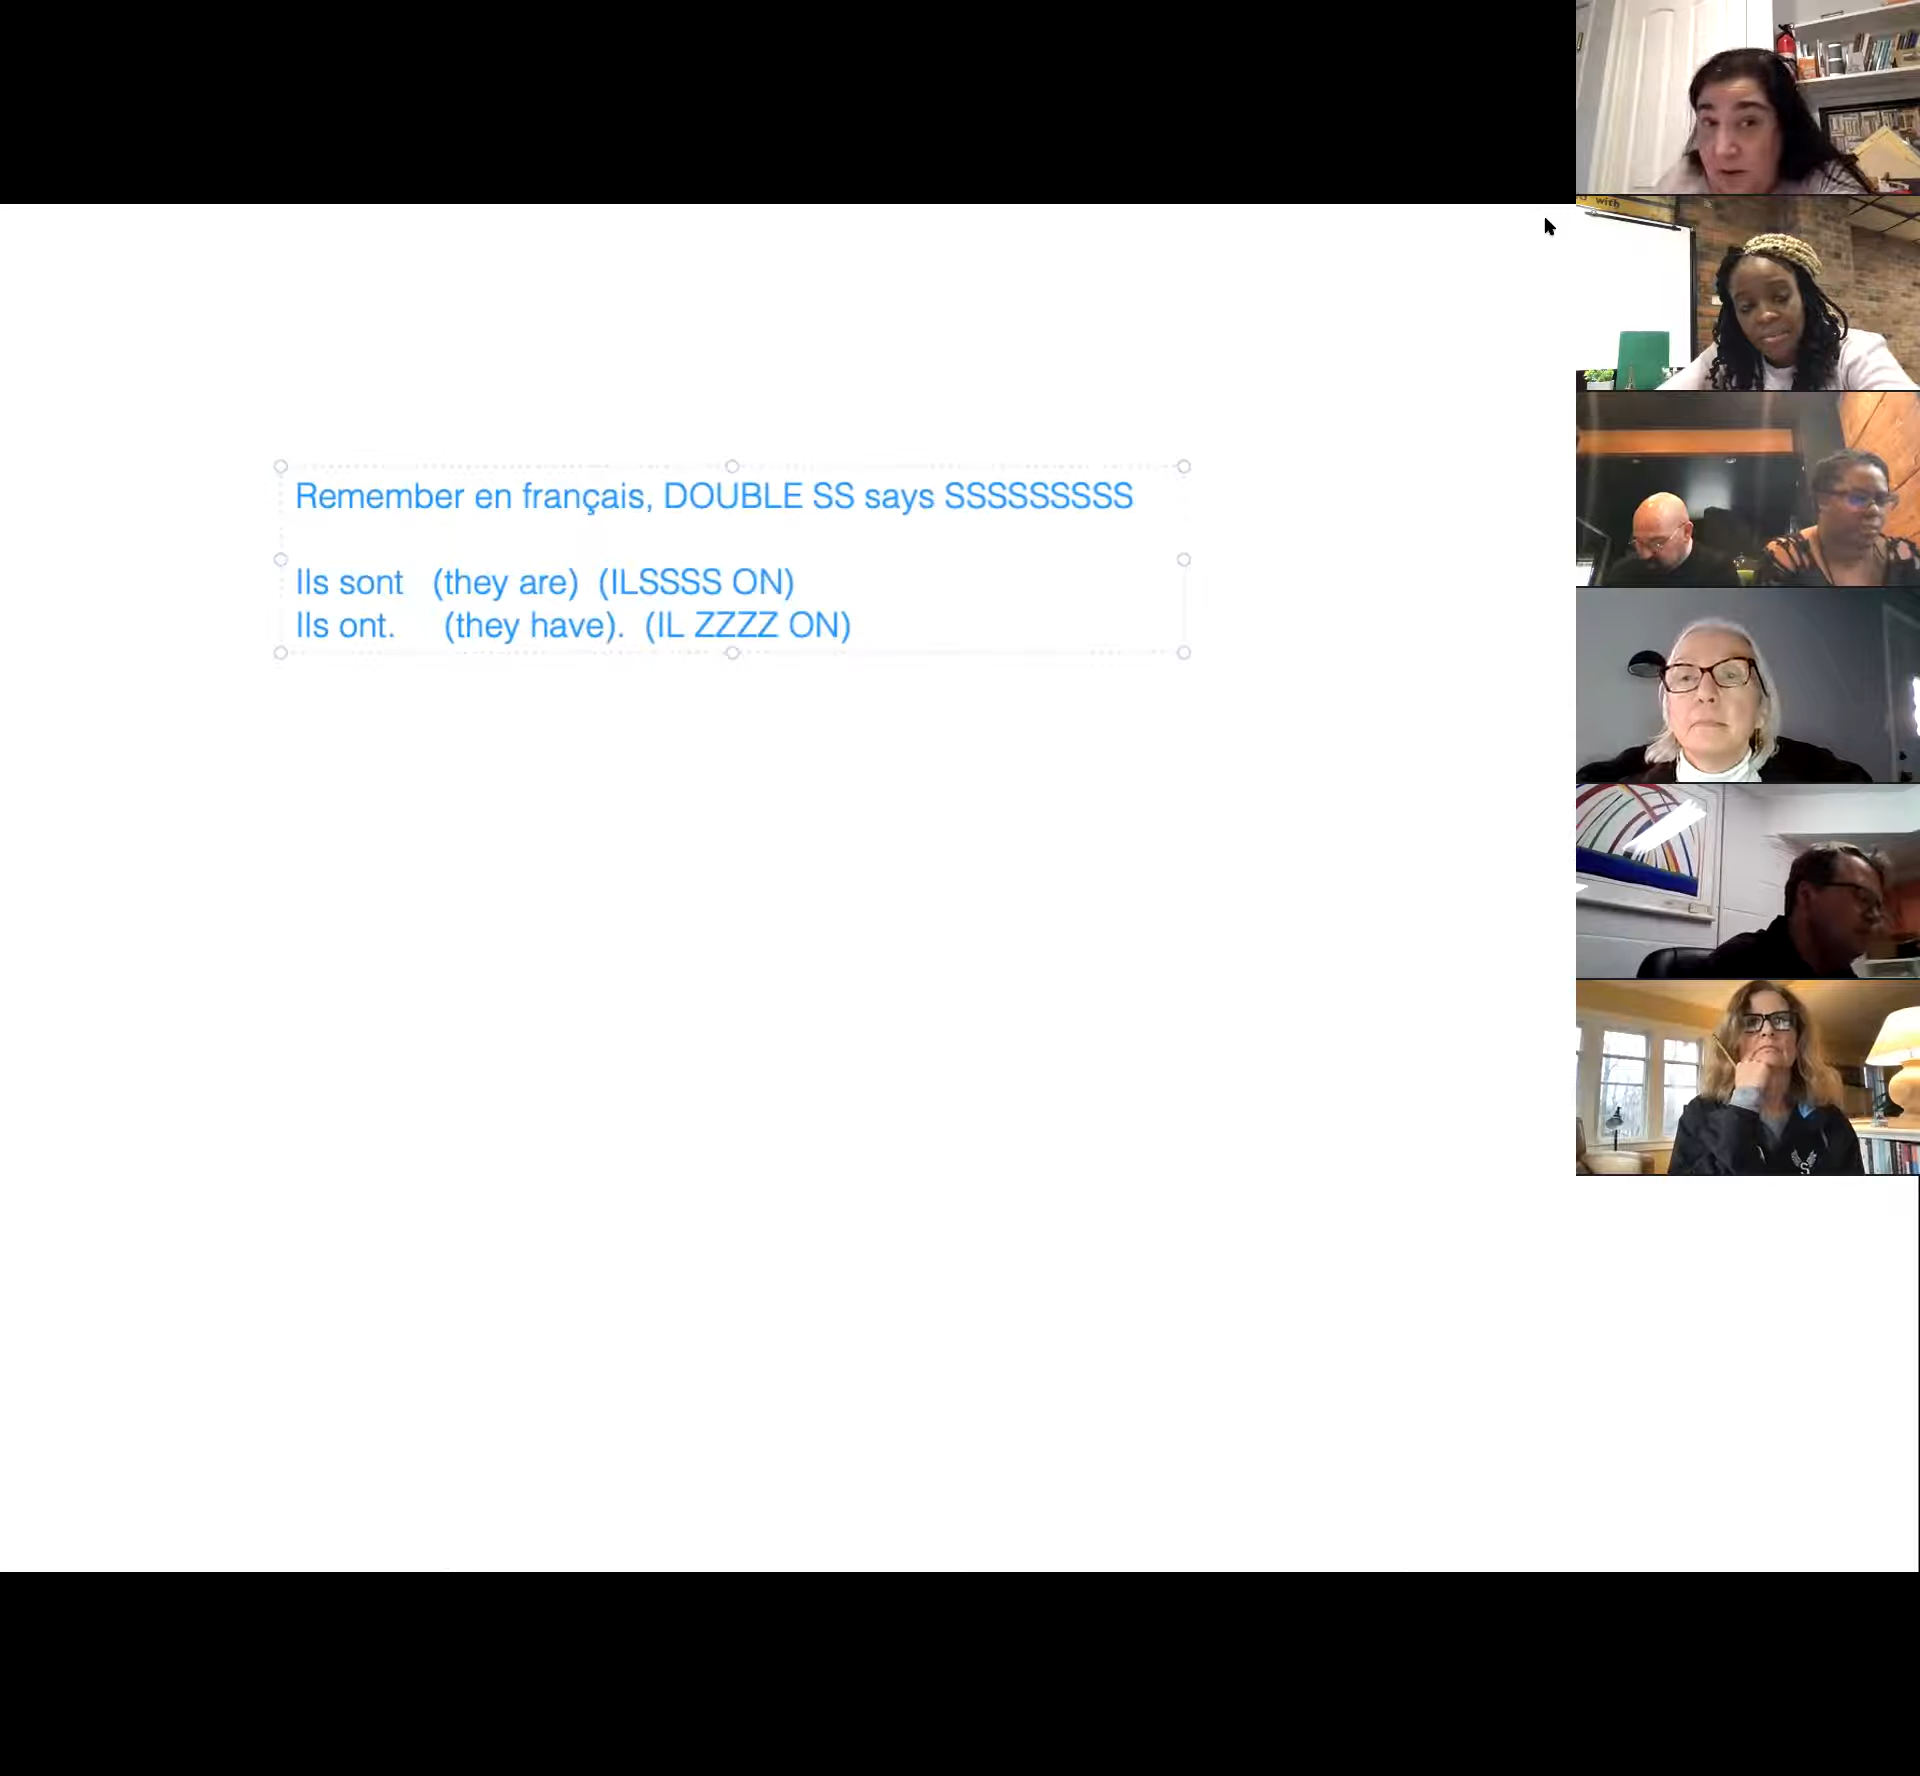 Remember en français, DOUBLE SS says SSSSSSSSS
Ils sont (they are) (ILSSSS ON)
Ils ont. (they have). (IL ZZZZ ON)
with